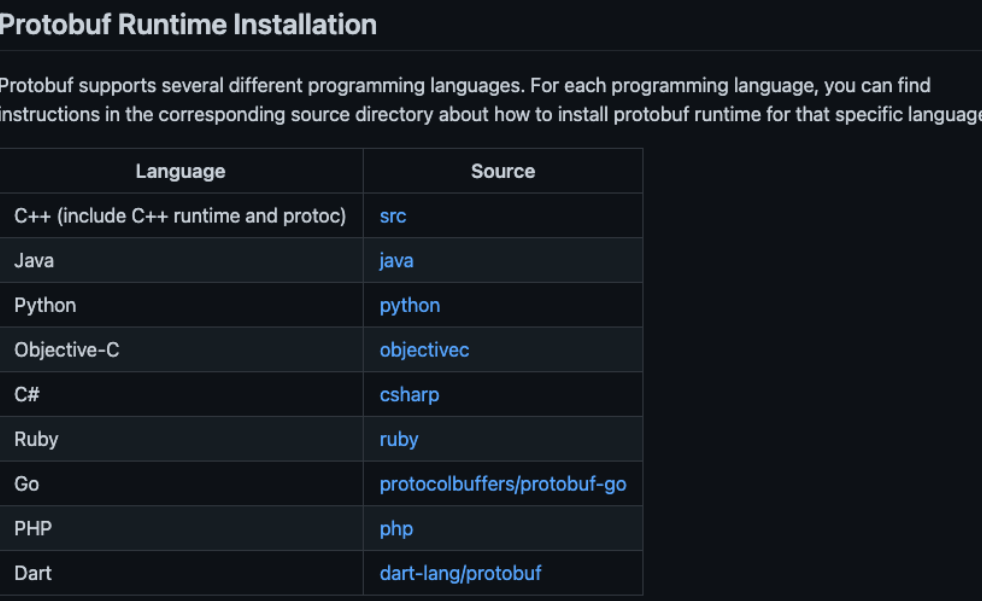 Protobuf Runtime Installation
Protobuf supports several different programming languages. For each programming language, you can find
instructions in the corresponding source directory about how to install protobuf runtime for that specific language
Language Source
C++ (include C++ runtime and protoc) src
Java java
Python python
Objective-C objectivec
C# csharp
Ruby ruby
Go protocolbuffers/protobuf-go
PHP php
Dart dart-lang/protobuf